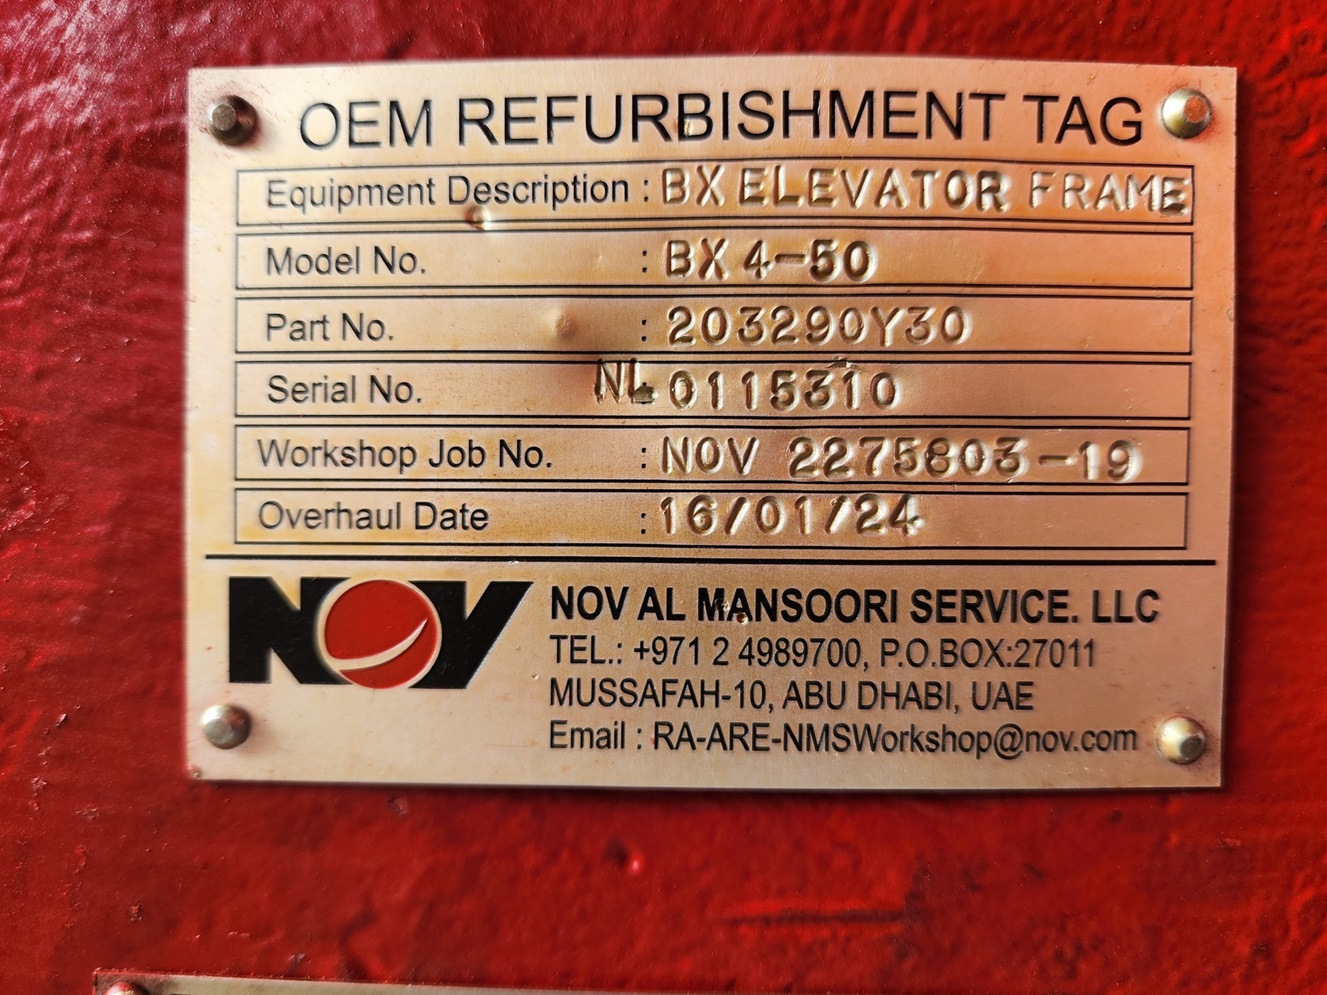 OEM REFURBISHMENT TAG
Equipment Description : BX ELEVATOR FRAME
Model No. : BX 4-50
Part No. : 203290Y30
Serial No. NL 0115310
Workshop Job No. : NOV 2275803-19
Overhaul Date : 16/01/24
NOV
NOV AL MANSOORI SERVICE. LLC
TEL.: +971 2 4989700, P.O.BOX:27011
MUSSAFAH-10, ABU DHABI, UAE
Email : RA-ARE-NMSWorkshop@nov.com